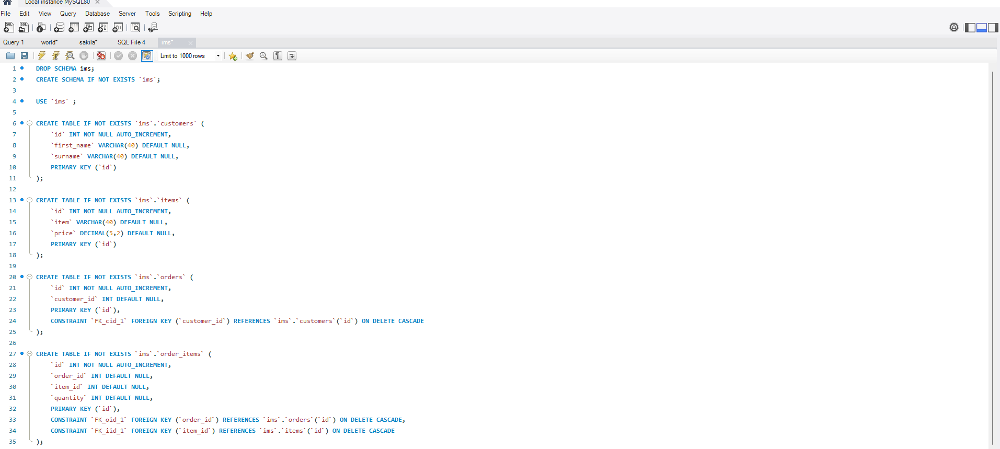 Local instance MySQL80 ×
File Edit View Query Database Server Tools Scripting Help
Query 1 world* sakila* SQL File 4 ims* ×
Limit to 1000 rows
1 DROP SCHEMA ims;
2 CREATE SCHEMA IF NOT EXISTS `ims`;
3
4 USE `ims` ;
5
6 CREATE TABLE IF NOT EXISTS `ims`.`customers` (
7 `id` INT NOT NULL AUTO_INCREMENT,
8 `first_name` VARCHAR(40) DEFAULT NULL,
9 `surname` VARCHAR(40) DEFAULT NULL,
10 PRIMARY KEY (`id`)
11 );
12
13 CREATE TABLE IF NOT EXISTS `ims`.`items` (
14 `id` INT NOT NULL AUTO_INCREMENT,
15 `item` VARCHAR(40) DEFAULT NULL,
16 `price` DECIMAL(5,2) DEFAULT NULL,
17 PRIMARY KEY (`id`)
18 );
19
20 CREATE TABLE IF NOT EXISTS `ims`.`orders` (
21 `id` INT NOT NULL AUTO_INCREMENT,
22 `customer_id` INT DEFAULT NULL,
23 PRIMARY KEY (`id`),
24 CONSTRAINT `FK_cid_1` FOREIGN KEY (`customer_id`) REFERENCES `ims`.`customers`(`id`) ON DELETE CASCADE
25 );
26
27 CREATE TABLE IF NOT EXISTS `ims`.`order_items` (
28 `id` INT NOT NULL AUTO_INCREMENT,
29 `order_id` INT DEFAULT NULL,
30 `item_id` INT DEFAULT NULL,
31 `quantity` INT DEFAULT NULL,
32 PRIMARY KEY (`id`),
33 CONSTRAINT `FK_oid_1` FOREIGN KEY (`order_id`) REFERENCES `ims`.`orders`(`id`) ON DELETE CASCADE,
34 CONSTRAINT `FK_iid_1` FOREIGN KEY (`item_id`) REFERENCES `ims`.`items`(`id`) ON DELETE CASCADE
35 );